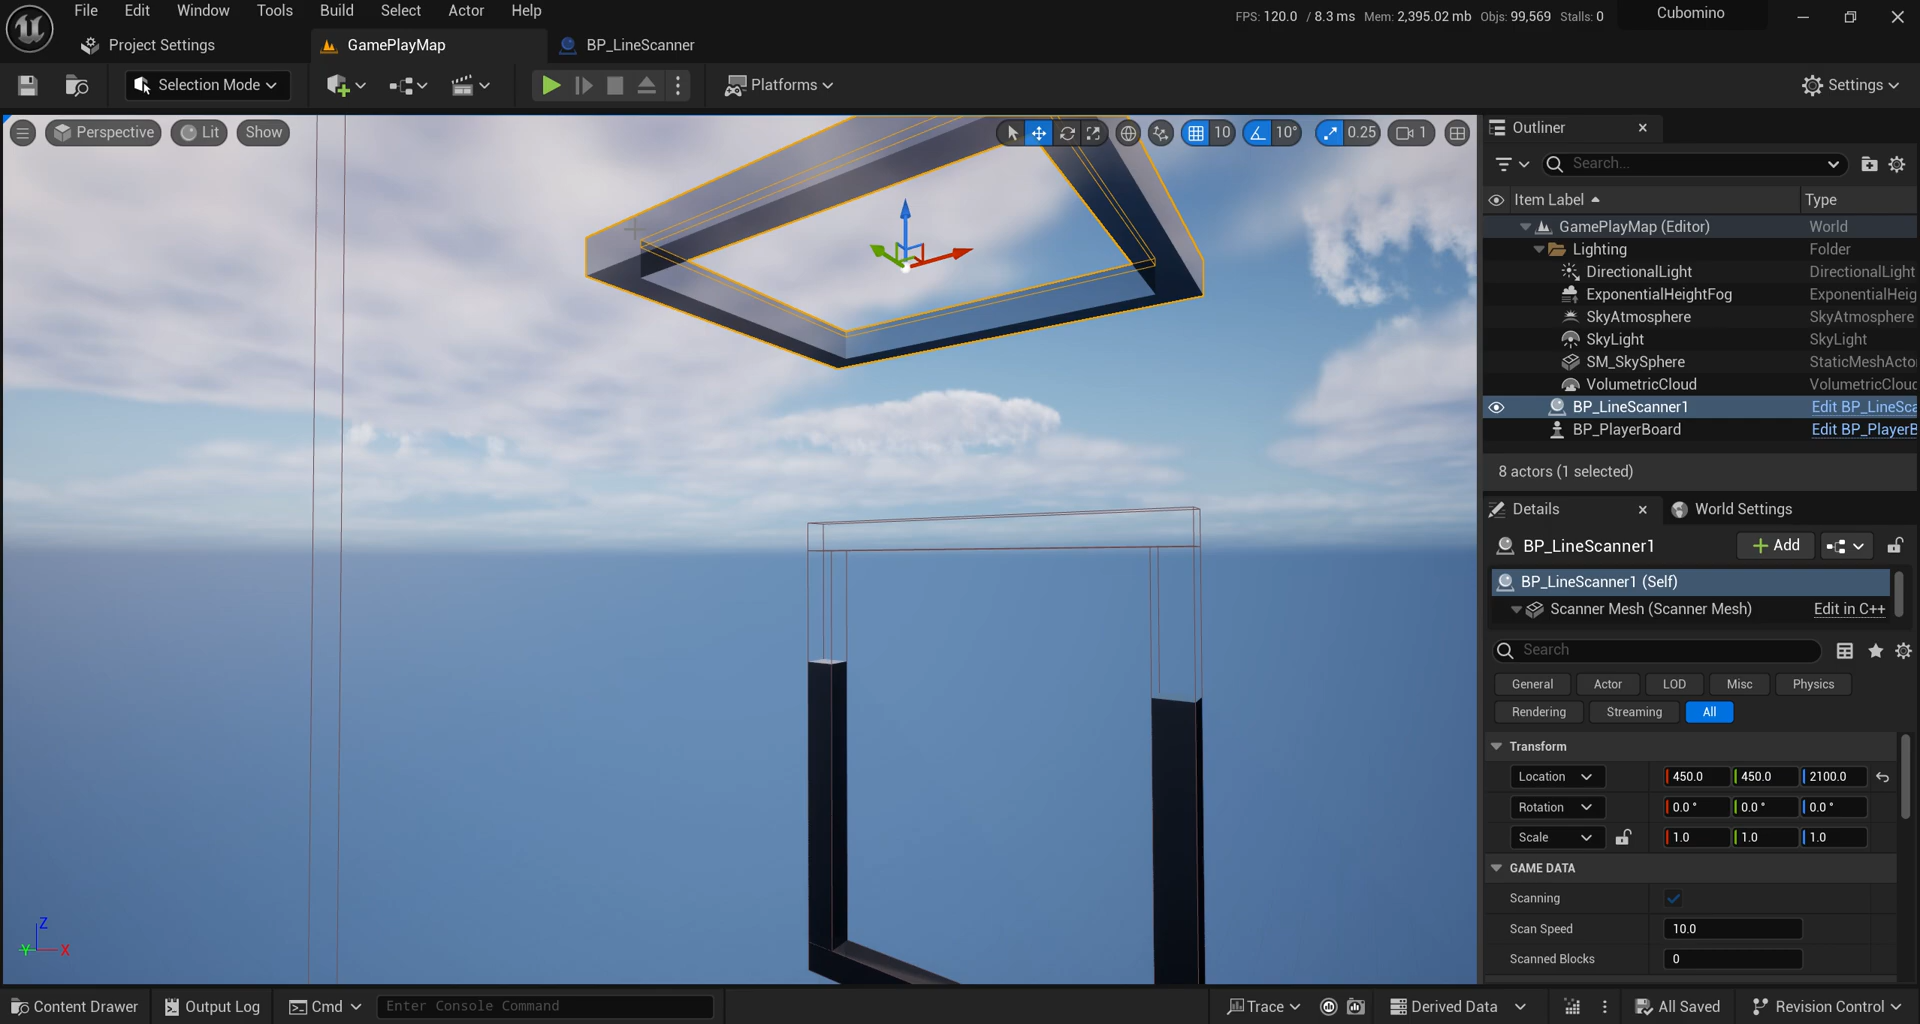 File Edit Window Tools Build Select Actor Help
FPS: 120.0 / 8.3 ms Mem: 2,395.02 mb Objs: 99,569 Stalls: 0
Cubomino
Project Settings
GamePlayMap
BP_LineScanner
Selection Mode
Platforms
Settings
Perspective
Lit
Show
10
10°
0.25
1
Outliner
Search...
Item Label
Type
GamePlayMap (Editor) World
Lighting Folder
DirectionalLight DirectionalLight
ExponentialHeightFog ExponentialHeig
SkyAtmosphere SkyAtmosphere
SkyLight SkyLight
SM_SkySphere StaticMeshActo
VolumetricCloud VolumetricCloud
BP_LineScanner1 Edit BP_LineSca
BP_PlayerBoard Edit BP_PlayerB
8 actors (1 selected)
Details
World Settings
BP_LineScanner1
Add
BP_LineScanner1 (Self)
Scanner Mesh (Scanner Mesh) Edit in C++
Search
General Actor LOD Misc Physics
Rendering Streaming All
Transform
Location 450.0 450.0 2100.0
Rotation 0.0 ° 0.0 ° 0.0 °
Scale 1.0 1.0 1.0
GAME DATA
Scanning
Scan Speed 10.0
Scanned Blocks 0
Z
Y
X
Content Drawer
Output Log
Cmd
Enter Console Command
Trace
Derived Data
All Saved
Revision Control